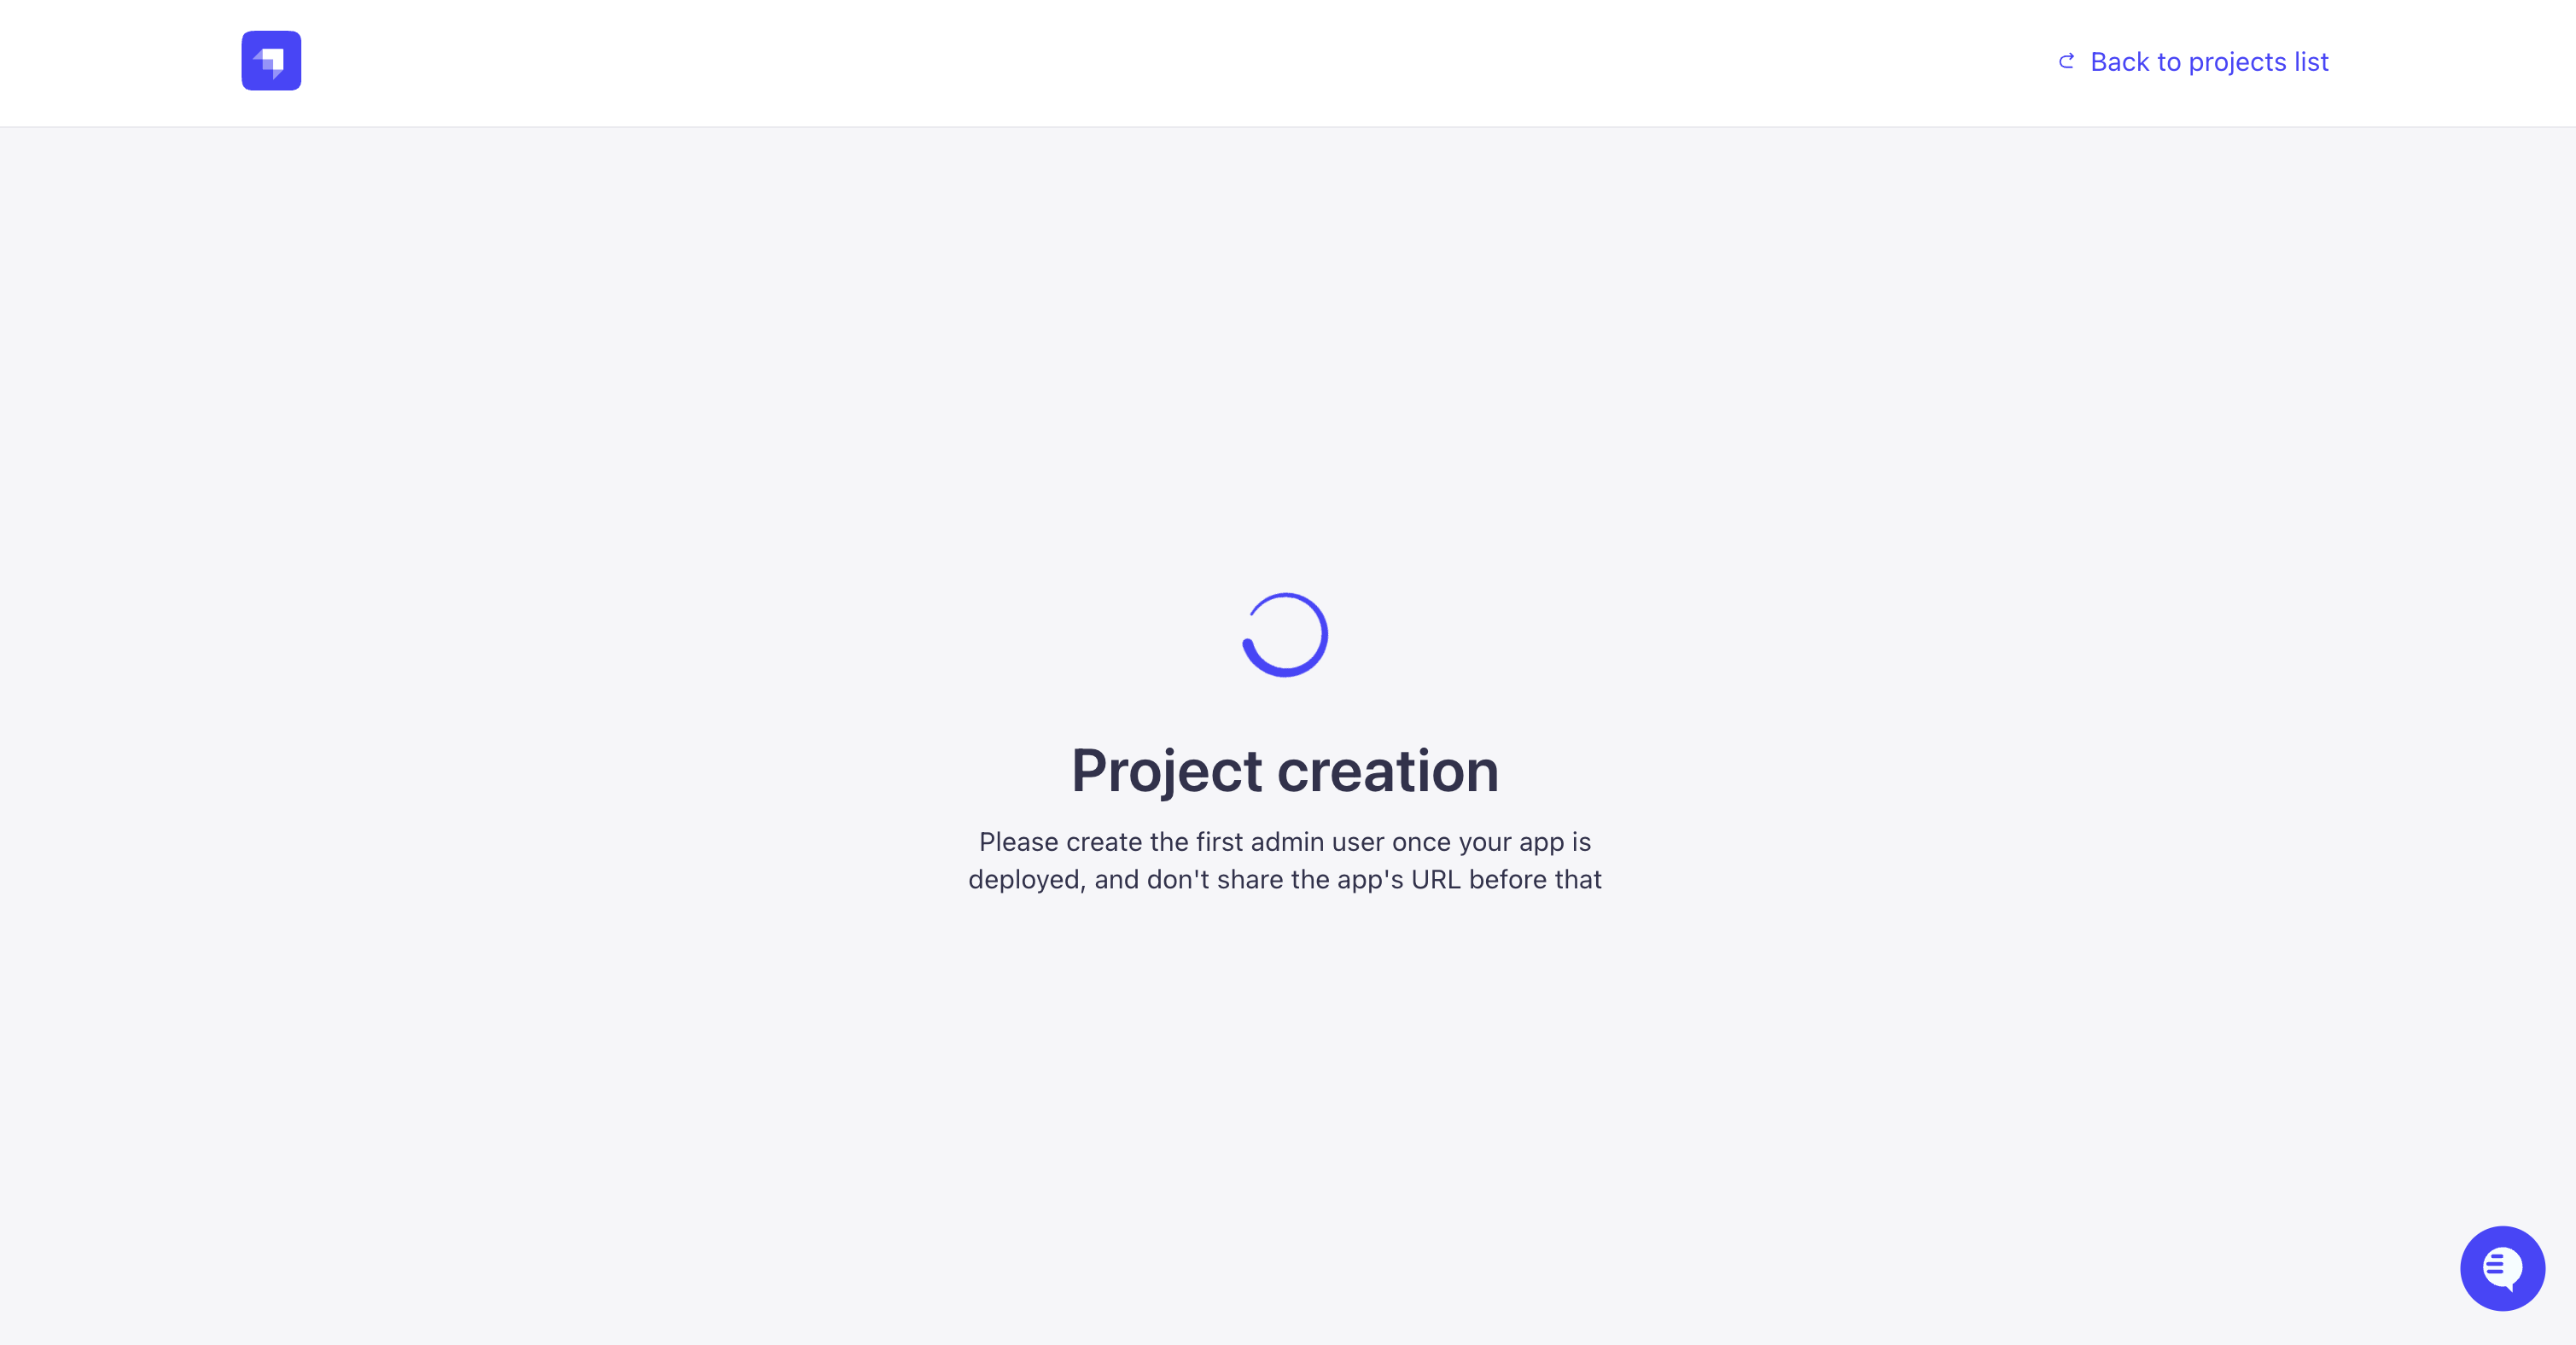 Back to projects list
Project creation
Please create the first admin user once your app is
deployed, and don't share the app's URL before that